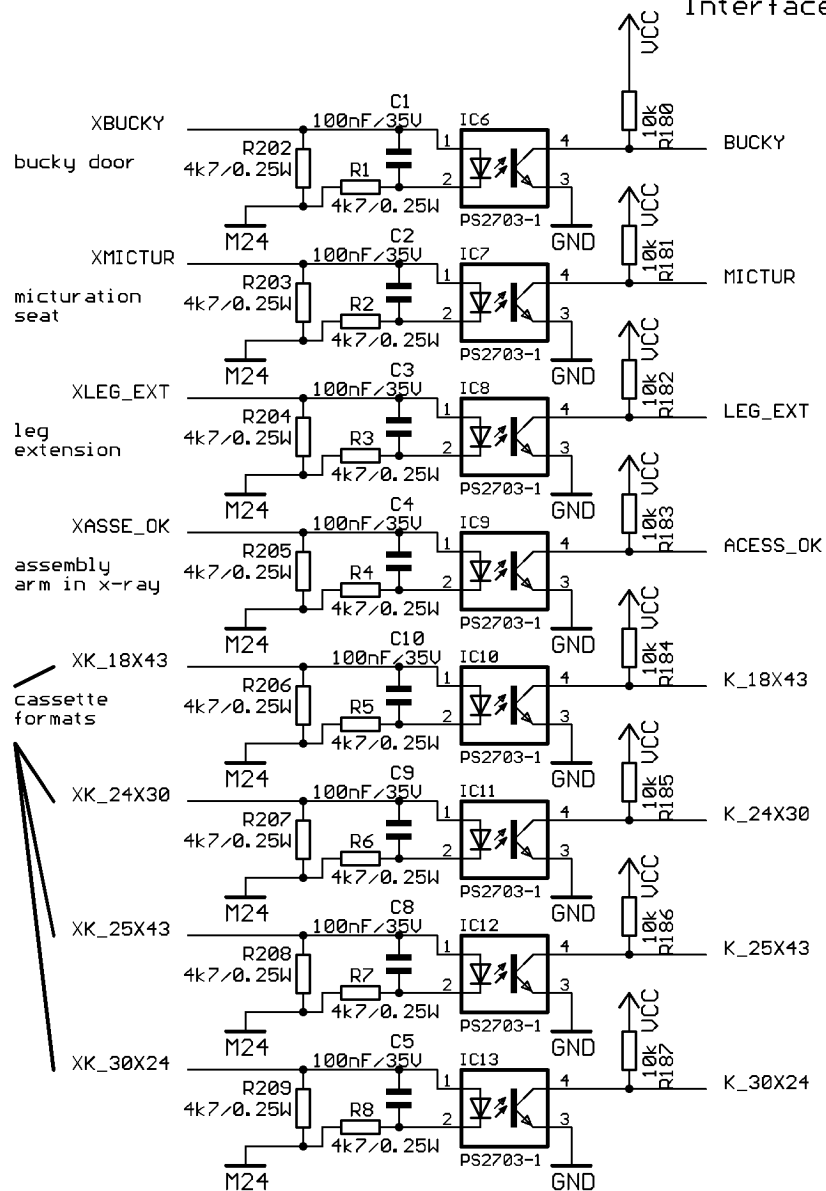 Interface
VCC
10k
R180
C1
100nF/35V
IC6
XBUCKY
BUCKY
bucky door
R202
4k7/0.25W
R1
4k7/0.25W
1
2
4
3
PS2703-1
M24
GND
VCC
10k
R181
C2
100nF/35V
IC7
XMICTUR
MICTUR
micturation
seat
R203
4k7/0.25W
R2
4k7/0.25W
1
2
4
3
PS2703-1
M24
GND
VCC
10k
R182
C3
100nF/35V
IC8
XLEG_EXT
LEG_EXT
leg
extension
R204
4k7/0.25W
R3
4k7/0.25W
1
2
4
3
PS2703-1
M24
GND
VCC
10k
R183
C4
100nF/35V
IC9
XASSE_OK
ACESS_OK
assembly
arm in x-ray
R205
4k7/0.25W
R4
4k7/0.25W
1
2
4
3
PS2703-1
M24
GND
VCC
10k
R184
C10
100nF/35V
IC10
XK_18X43
K_18X43
cassette
formats
R206
4k7/0.25W
R5
4k7/0.25W
1
2
4
3
PS2703-1
M24
GND
VCC
10k
R185
C9
100nF/35V
IC11
XK_24X30
K_24X30
R207
4k7/0.25W
R6
4k7/0.25W
1
2
4
3
PS2703-1
M24
GND
VCC
10k
R186
C8
100nF/35V
IC12
XK_25X43
K_25X43
R208
4k7/0.25W
R7
4k7/0.25W
1
2
4
3
PS2703-1
M24
GND
VCC
10k
R187
C5
100nF/35V
IC13
XK_30X24
K_30X24
R209
4k7/0.25W
R8
4k7/0.25W
1
2
4
3
PS2703-1
M24
GND